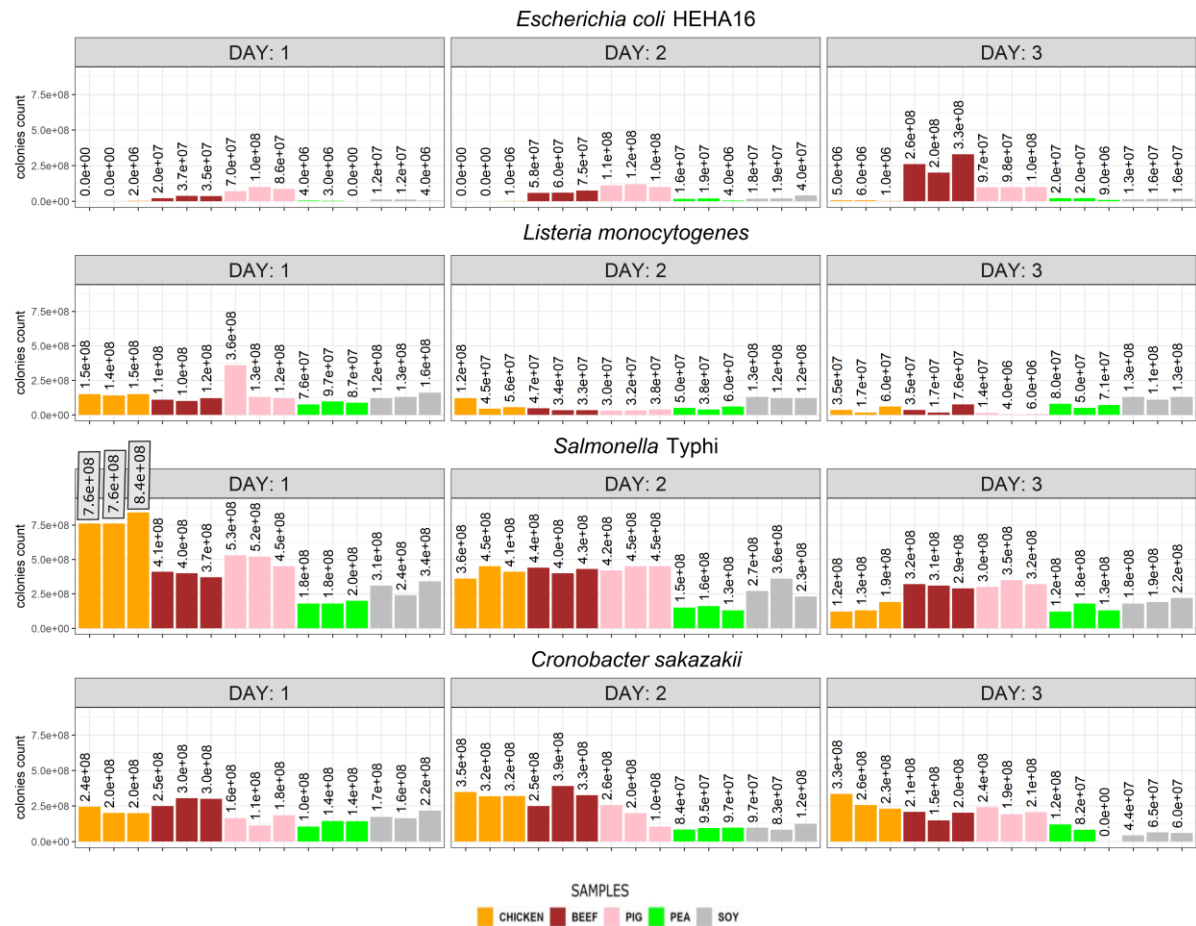 Escherichia coli HEHA16
DAY: 1 DAY: 2 DAY: 3
colonies count
7.5e+08
5.0e+08
2.5e+08
0.0e+00
0.0e+00 0.0e+00 2.0e+06 2.0e+07 3.7e+07 3.5e+07 7.0e+07 1.0e+08 8.6e+07 4.0e+06 3.0e+06 0.0e+00 1.2e+07 1.2e+07 4.0e+06
0.0e+00 0.0e+00 1.0e+06 5.8e+07 6.0e+07 7.5e+07 1.1e+08 1.2e+08 1.0e+08 1.6e+07 1.9e+07 4.0e+06 1.8e+07 1.9e+07 4.0e+07
5.0e+06 6.0e+06 1.0e+06 2.6e+08 2.0e+08 3.3e+08 9.7e+07 9.8e+07 1.0e+08 2.0e+07 2.0e+07 9.0e+06 1.3e+07 1.6e+07 1.6e+07
Listeria monocytogenes
DAY: 1 DAY: 2 DAY: 3
colonies count
7.5e+08
5.0e+08
2.5e+08
0.0e+00
1.5e+08 1.4e+08 1.5e+08 1.1e+08 1.0e+08 1.2e+08 3.6e+08 1.3e+08 1.2e+08 7.6e+07 9.7e+07 8.7e+07 1.2e+08 1.3e+08 1.6e+08
1.2e+08 4.5e+07 5.6e+07 4.7e+07 3.4e+07 3.3e+07 3.0e+07 3.2e+07 3.8e+07 5.0e+07 3.8e+07 6.0e+07 1.3e+08 1.2e+08 1.2e+08
3.5e+07 1.7e+07 6.0e+07 3.5e+07 1.7e+07 7.6e+07 1.4e+07 4.0e+06 6.0e+06 8.0e+07 5.0e+07 7.1e+07 1.3e+08 1.1e+08 1.3e+08
Salmonella Typhi
DAY: 1 DAY: 2 DAY: 3
colonies count
7.5e+08
5.0e+08
2.5e+08
0.0e+00
7.6e+08 7.6e+08 8.4e+08 4.1e+08 4.0e+08 3.7e+08 5.3e+08 5.2e+08 4.5e+08 1.8e+08 1.8e+08 2.0e+08 3.1e+08 2.4e+08 3.4e+08
3.6e+08 4.5e+08 4.1e+08 4.4e+08 4.0e+08 4.3e+08 4.2e+08 4.5e+08 4.5e+08 1.5e+08 1.6e+08 1.3e+08 2.7e+08 3.6e+08 2.3e+08
1.2e+08 1.3e+08 1.9e+08 3.2e+08 3.1e+08 2.9e+08 3.0e+08 3.5e+08 3.2e+08 1.2e+08 1.8e+08 1.3e+08 1.8e+08 1.9e+08 2.2e+08
Cronobacter sakazakii
DAY: 1 DAY: 2 DAY: 3
colonies count
7.5e+08
5.0e+08
2.5e+08
0.0e+00
2.4e+08 2.0e+08 2.0e+08 2.5e+08 3.0e+08 3.0e+08 1.6e+08 1.1e+08 1.8e+08 1.0e+08 1.4e+08 1.4e+08 1.7e+08 1.6e+08 2.2e+08
3.5e+08 3.2e+08 3.2e+08 2.5e+08 3.9e+08 3.3e+08 2.6e+08 2.0e+08 1.0e+08 8.4e+07 9.5e+07 9.7e+07 9.7e+07 8.3e+07 1.2e+08
3.3e+08 2.6e+08 2.3e+08 2.1e+08 1.5e+08 2.0e+08 2.4e+08 1.9e+08 2.1e+08 1.2e+08 8.2e+07 0.0e+00 4.4e+07 6.5e+07 6.0e+07
SAMPLES
CHICKEN BEEF PIG PEA SOY